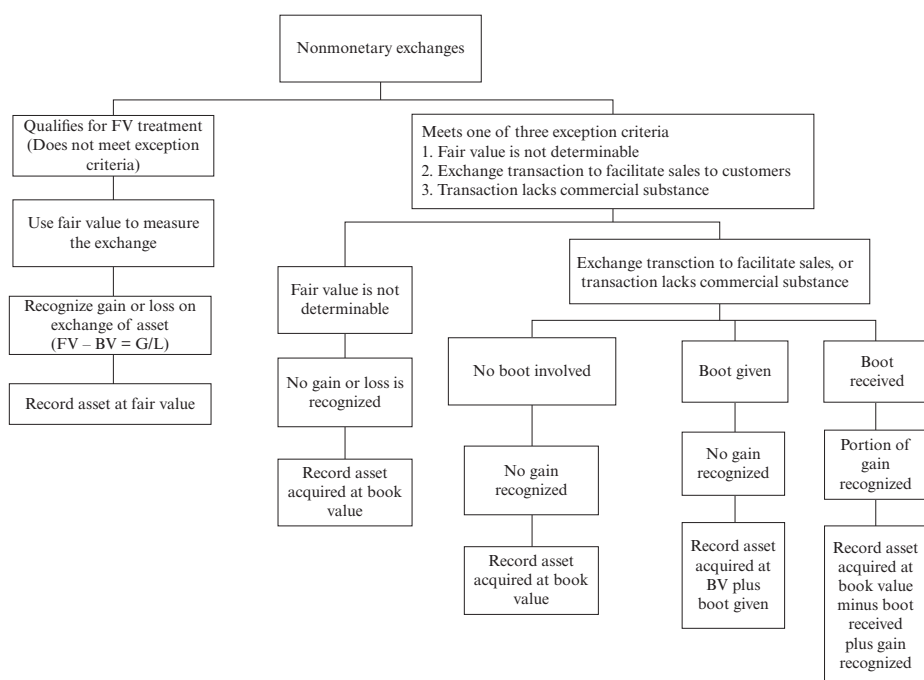 Nonmonetary exchanges
Qualifies for FV treatment
(Does not meet exception
criteria)
Use fair value to measure
the exchange
Recognize gain or loss on
exchange of asset
(FV – BV = G/L)
Record asset at fair value
Meets one of three exception criteria
1. Fair value is not determinable
2. Exchange transaction to facilitate sales to customers
3. Transaction lacks commercial substance
Fair value is not
determinable
No gain or loss is
recognized
Record asset
acquired at book
value
Exchange transction to facilitate sales, or
transaction lacks commercial substance
No boot involved
No gain
recognized
Record asset
acquired at book
value
Boot given
No gain
recognized
Record asset
acquired at
BV plus
boot given
Boot
received
Portion of
gain
recognized
Record asset
acquired at
book value
minus boot
received
plus gain
recognized